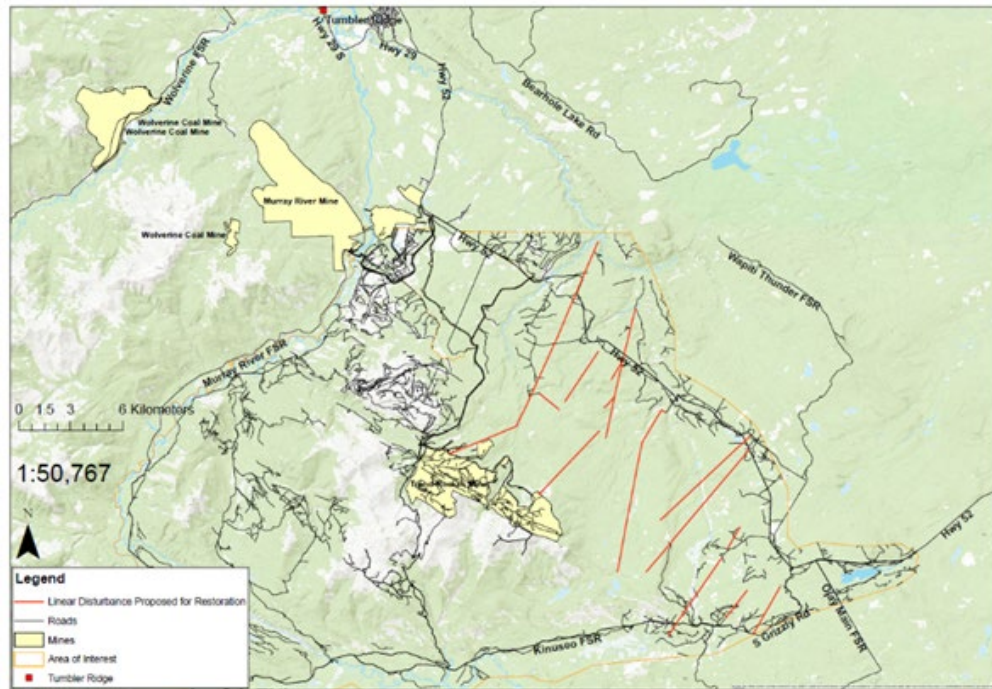 Tumbler Ridge
Hwy 29 S
Hwy 29
Wolverine FSR
Hwy 52
Bearhole Lake Rd
Wolverine Coal Mine
Wolverine Coal Mine
Murray River Mine
Wolverine Coal Mine
Hwy 52
Wapiti Thunder FSR
Murray River FSR
Hwy 52
0 1.5 3 6 Kilometers
1:50,767
N
Hwy 52
Kinuseo FSR
S Grizzly Rd
Ojay Main FSR
Legend
Linear Disturbance Proposed for Restoration
Roads
Mines
Area of Interest
Tumbler Ridge